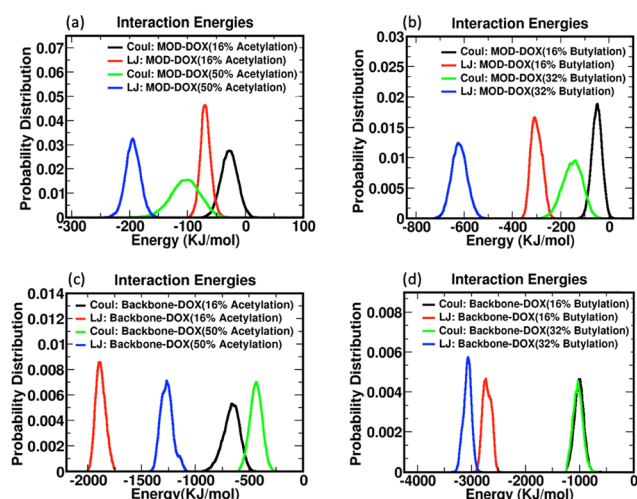 (a) Interaction Energies
Coul: MOD-DOX(16% Acetylation)
LJ: MOD-DOX(16% Acetylation)
Coul: MOD-DOX(50% Acetylation)
LJ: MOD-DOX(50% Acetylation)
Probability Distribution
0.07
0.06
0.05
0.04
0.03
0.02
0.01
0
-300 -200 -100 0 100
Energy (KJ/mol)
(b) Interaction Energies
Coul: MOD-DOX(16% Butylation)
LJ: MOD-DOX(16% Butylation)
Coul: MOD-DOX(32% Butylation)
LJ: MOD-DOX(32% Butylation)
Probability Distribution
0.03
0.025
0.02
0.015
0.01
0.005
0
-800 -600 -400 -200 0
Energy (KJ/mol)
(c) Interaction Energies
Coul: Backbone-DOX(16% Acetylation)
LJ: Backbone-DOX(16% Acetylation)
Coul: Backbone-DOX(50% Acetylation)
LJ: Backbone-DOX(50% Acetylation)
Probability Distribution
0.014
0.012
0.01
0.008
0.006
0.004
0.002
0
-2000 -1500 -1000 -500 0
Energy(KJ/mol)
(d) Interaction Energies
Coul: Backbone-DOX(16% Butylation)
LJ: Backbone-DOX(16% Butylation)
Coul: Backbone-DOX(32% Butylation)
LJ: Backbone-DOX(32% Butylation)
Probability Distribution
0.008
0.006
0.004
0.002
0
-4000 -3000 -2000 -1000 0
Energy(KJ/mol)